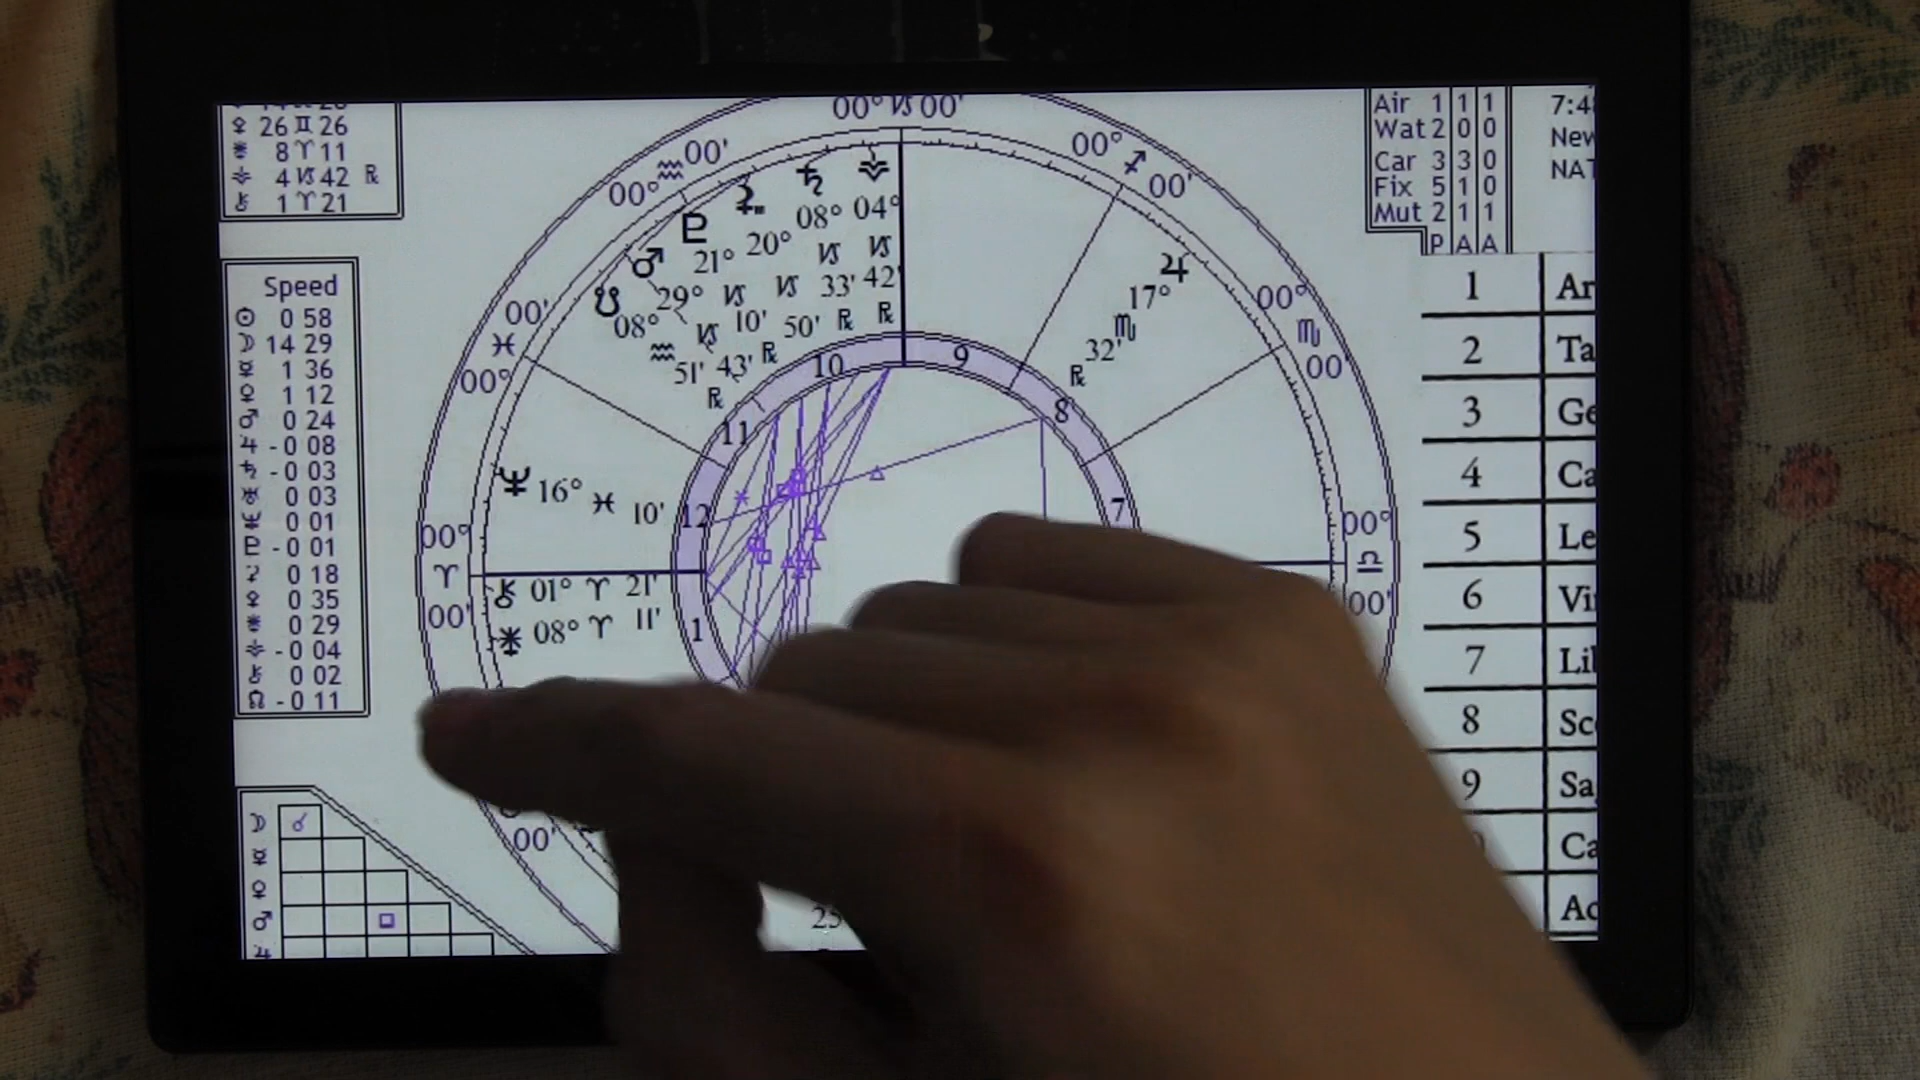 ⚴ 26 ♊ 26
⚵ 8 ♈ 11
⚶ 4 ♑ 42 ℞
⚷ 1 ♈ 21
Speed
☉ 0 58
☽ 14 29
☿ 1 36
♀ 1 12
♂ 0 24
♃ -0 08
♄ -0 03
♅ 0 03
♆ 0 01
♇ -0 01
⚳ 0 18
⚴ 0 35
⚵ 0 29
⚶ -0 04
⚷ 0 02
☊ -0 11
☽ ☌
☿
♀
♂ □
♃
00° ♑ 00'
00° ♒ 00'
00° ♐ 00'
00° ♏ 00'
00' ♓ 00°
00° ♈ 00'
00° ♎ 00'
00'
⚶ 04° ♑ 42' ℞
♄ 08° ♑ 33' ℞
⚳ 20° ♑ 50'
♇ 21° ♑ 10' ℞
♂ 29° ♑ 43'
☋ 08° ♒ 51' ℞
♃ 17° ♏ 32' ℞
♆ 16° ♓ 10'
⚷ 01° ♈ 21'
⚵ 08° ♈ 11'
10
9
8
7
11
12
1
25
Air 1 1 1
Wat 2 0 0
Car 3 3 0
Fix 5 1 0
Mut 2 1 1
P A A
7:4
New
NAT
1 Ar
2 Ta
3 Ge
4 Ca
5 Le
6 Vi
7 Li
8 Sc
9 Sa
Ca
Ac